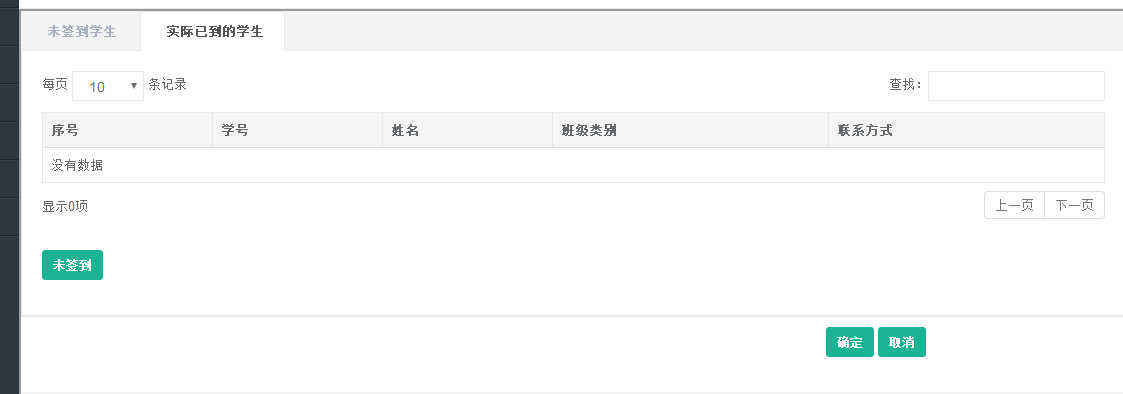 未签到学生 实际已到的学生
每页 10 条记录 查找：
序号 学号 姓名 班级类别 联系方式
没有数据
显示0项 上一页 下一页
未签到
确定 取消